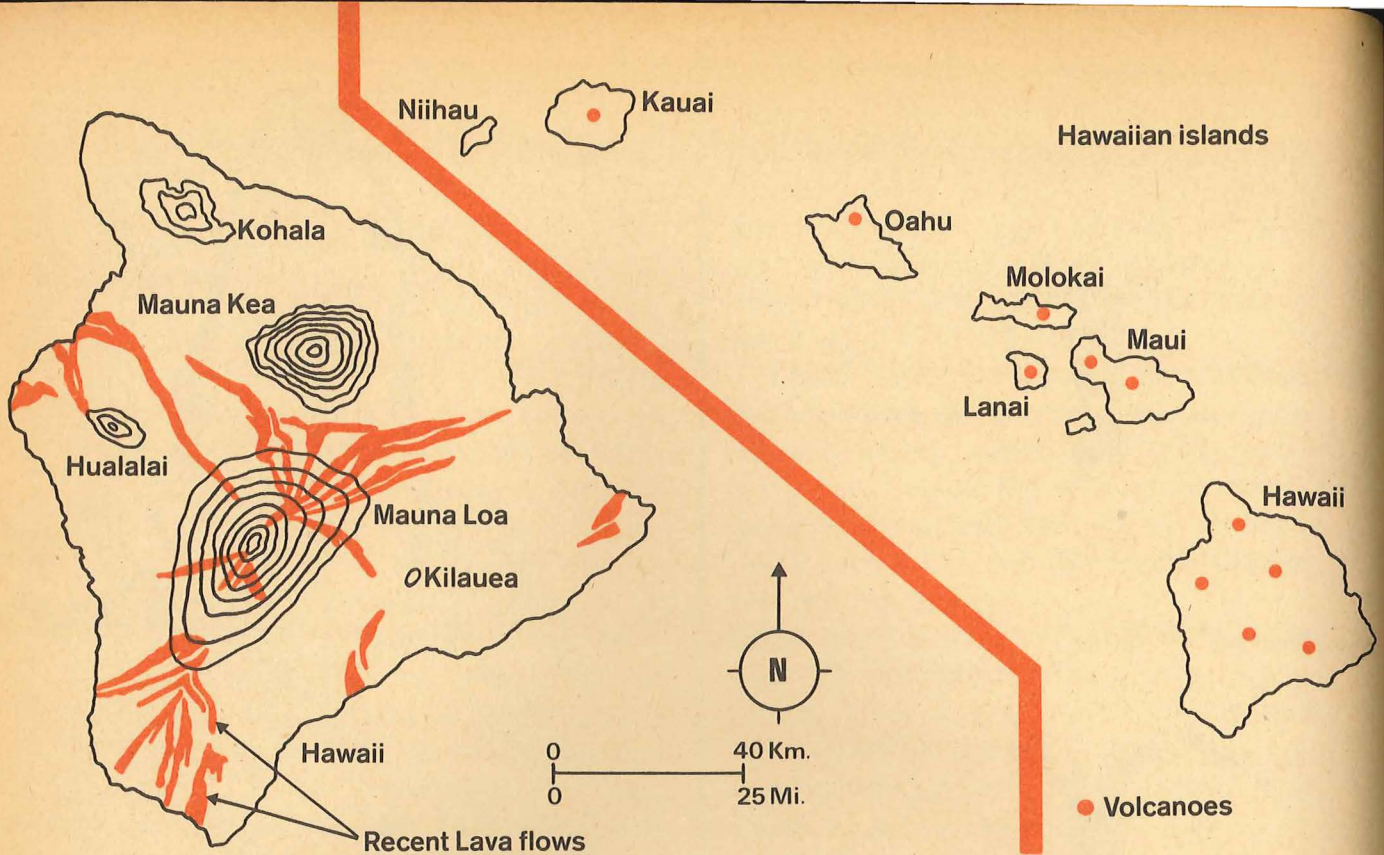 Niihau
Kauai
Hawaiian islands
Kohala
Oahu
Mauna Kea
Molokai
Maui
Lanai
Hualalai
Hawaii
Mauna Loa
Kilauea
N
Hawaii
0 40 Km.
0 25 Mi.
Volcanoes
Recent Lava flows